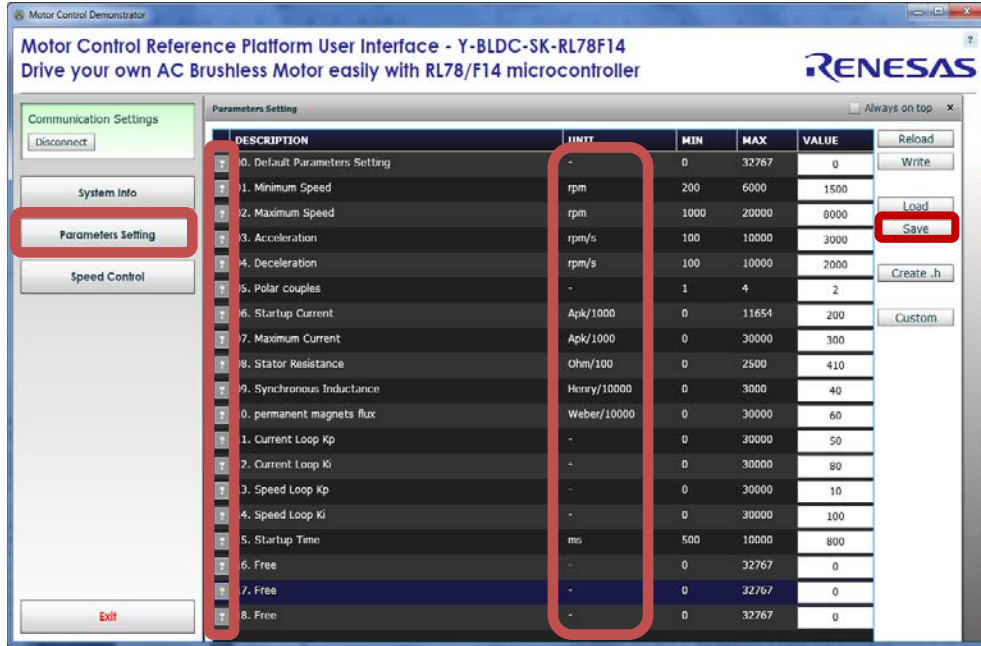 Motor Control Demonstrator
Motor Control Reference Platform User Interface - Y-BLDC-SK-RL78F14
Drive your own AC Brushless Motor easily with RL78/F14 microcontroller
?
RENESAS
Communication Settings
Disconnect
System Info
Parameters Setting
Speed Control
Exit
Parameters Setting
Always on top x
DESCRIPTION UNIT MIN MAX VALUE
? 00. Default Parameters Setting - 0 32767 0
? 01. Minimum Speed rpm 200 6000 1500
? 02. Maximum Speed rpm 1000 20000 8000
? 03. Acceleration rpm/s 100 10000 3000
? 04. Deceleration rpm/s 100 10000 2000
? 05. Polar couples - 1 4 2
? 06. Startup Current Apk/1000 0 11654 200
? 07. Maximum Current Apk/1000 0 30000 300
? 08. Stator Resistance Ohm/100 0 2500 410
? 09. Synchronous Inductance Henry/10000 0 3000 40
? 10. permanent magnets flux Weber/10000 0 30000 60
? 11. Current Loop Kp - 0 30000 50
? 12. Current Loop Ki - 0 30000 80
? 13. Speed Loop Kp - 0 30000 10
? 14. Speed Loop Ki - 0 30000 100
? 15. Startup Time ms 500 10000 800
? 16. Free - 0 32767 0
? 17. Free - 0 32767 0
? 18. Free - 0 32767 0
Reload
Write
Load
Save
Create .h
Custom